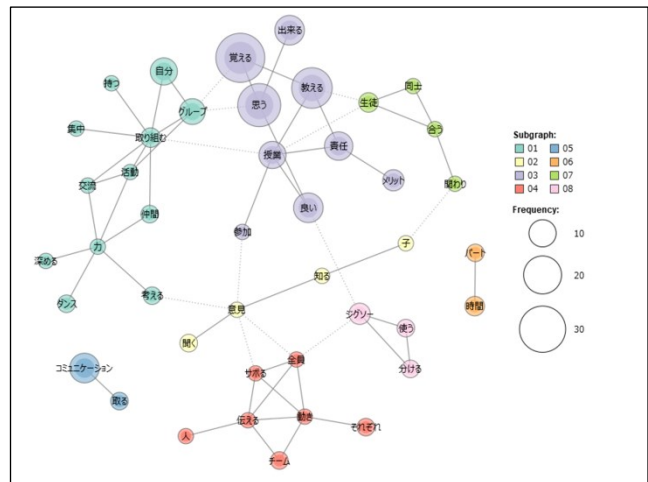 出来る
覚える
自分
教える
持つ
思う
同士
グループ
生徒
集中
合う
取り組む
責任
授業
活動
メリット
関わり
交流
良い
仲間
参加
力
子
深める
知る
パート
ダンス
考える
意見
時間
ジグソー
使う
聞く
全員
分ける
コミュニケーション
サボる
取る
伝える
動き
それぞれ
人
チーム
Subgraph:
01 05
02 06
03 07
04 08
Frequency:
10
20
30